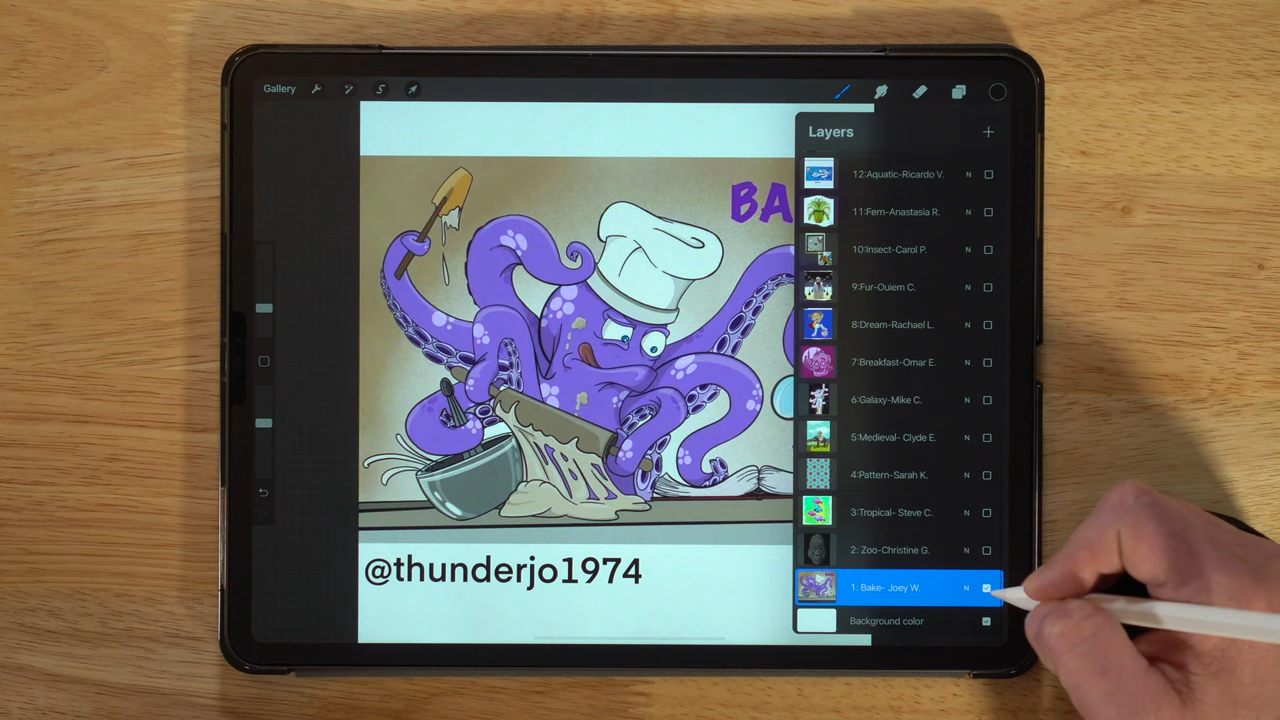 Gallery
Layers
BA
12:Aquatic-Ricardo V. N
11:Fern-Anastasia R. N
10:Insect-Carol P. N
9:Fur-Ouiem C. N
8:Dream-Rachael L. N
7:Breakfast-Omar E. N
6:Galaxy-Mike C. N
5:Medieval- Clyde E. N
4:Pattern-Sarah K. N
3:Tropical- Steve C. N
2: Zoo-Christine G. N
1: Bake- Joey W. N
Background color
@thunderjo1974